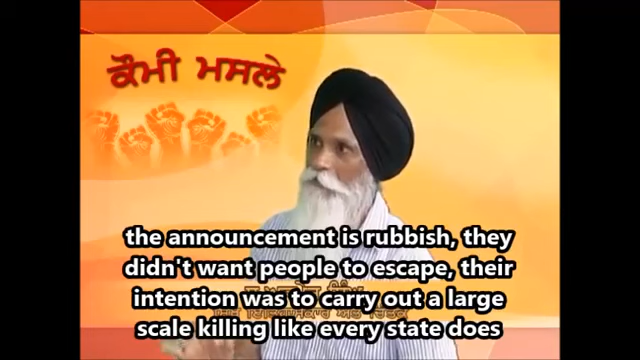 ਕੌਮੀ ਮਸਲੇ
the announcement is rubbish, they
didn't want people to escape, their
intention was to carry out a large
scale killing like every state does